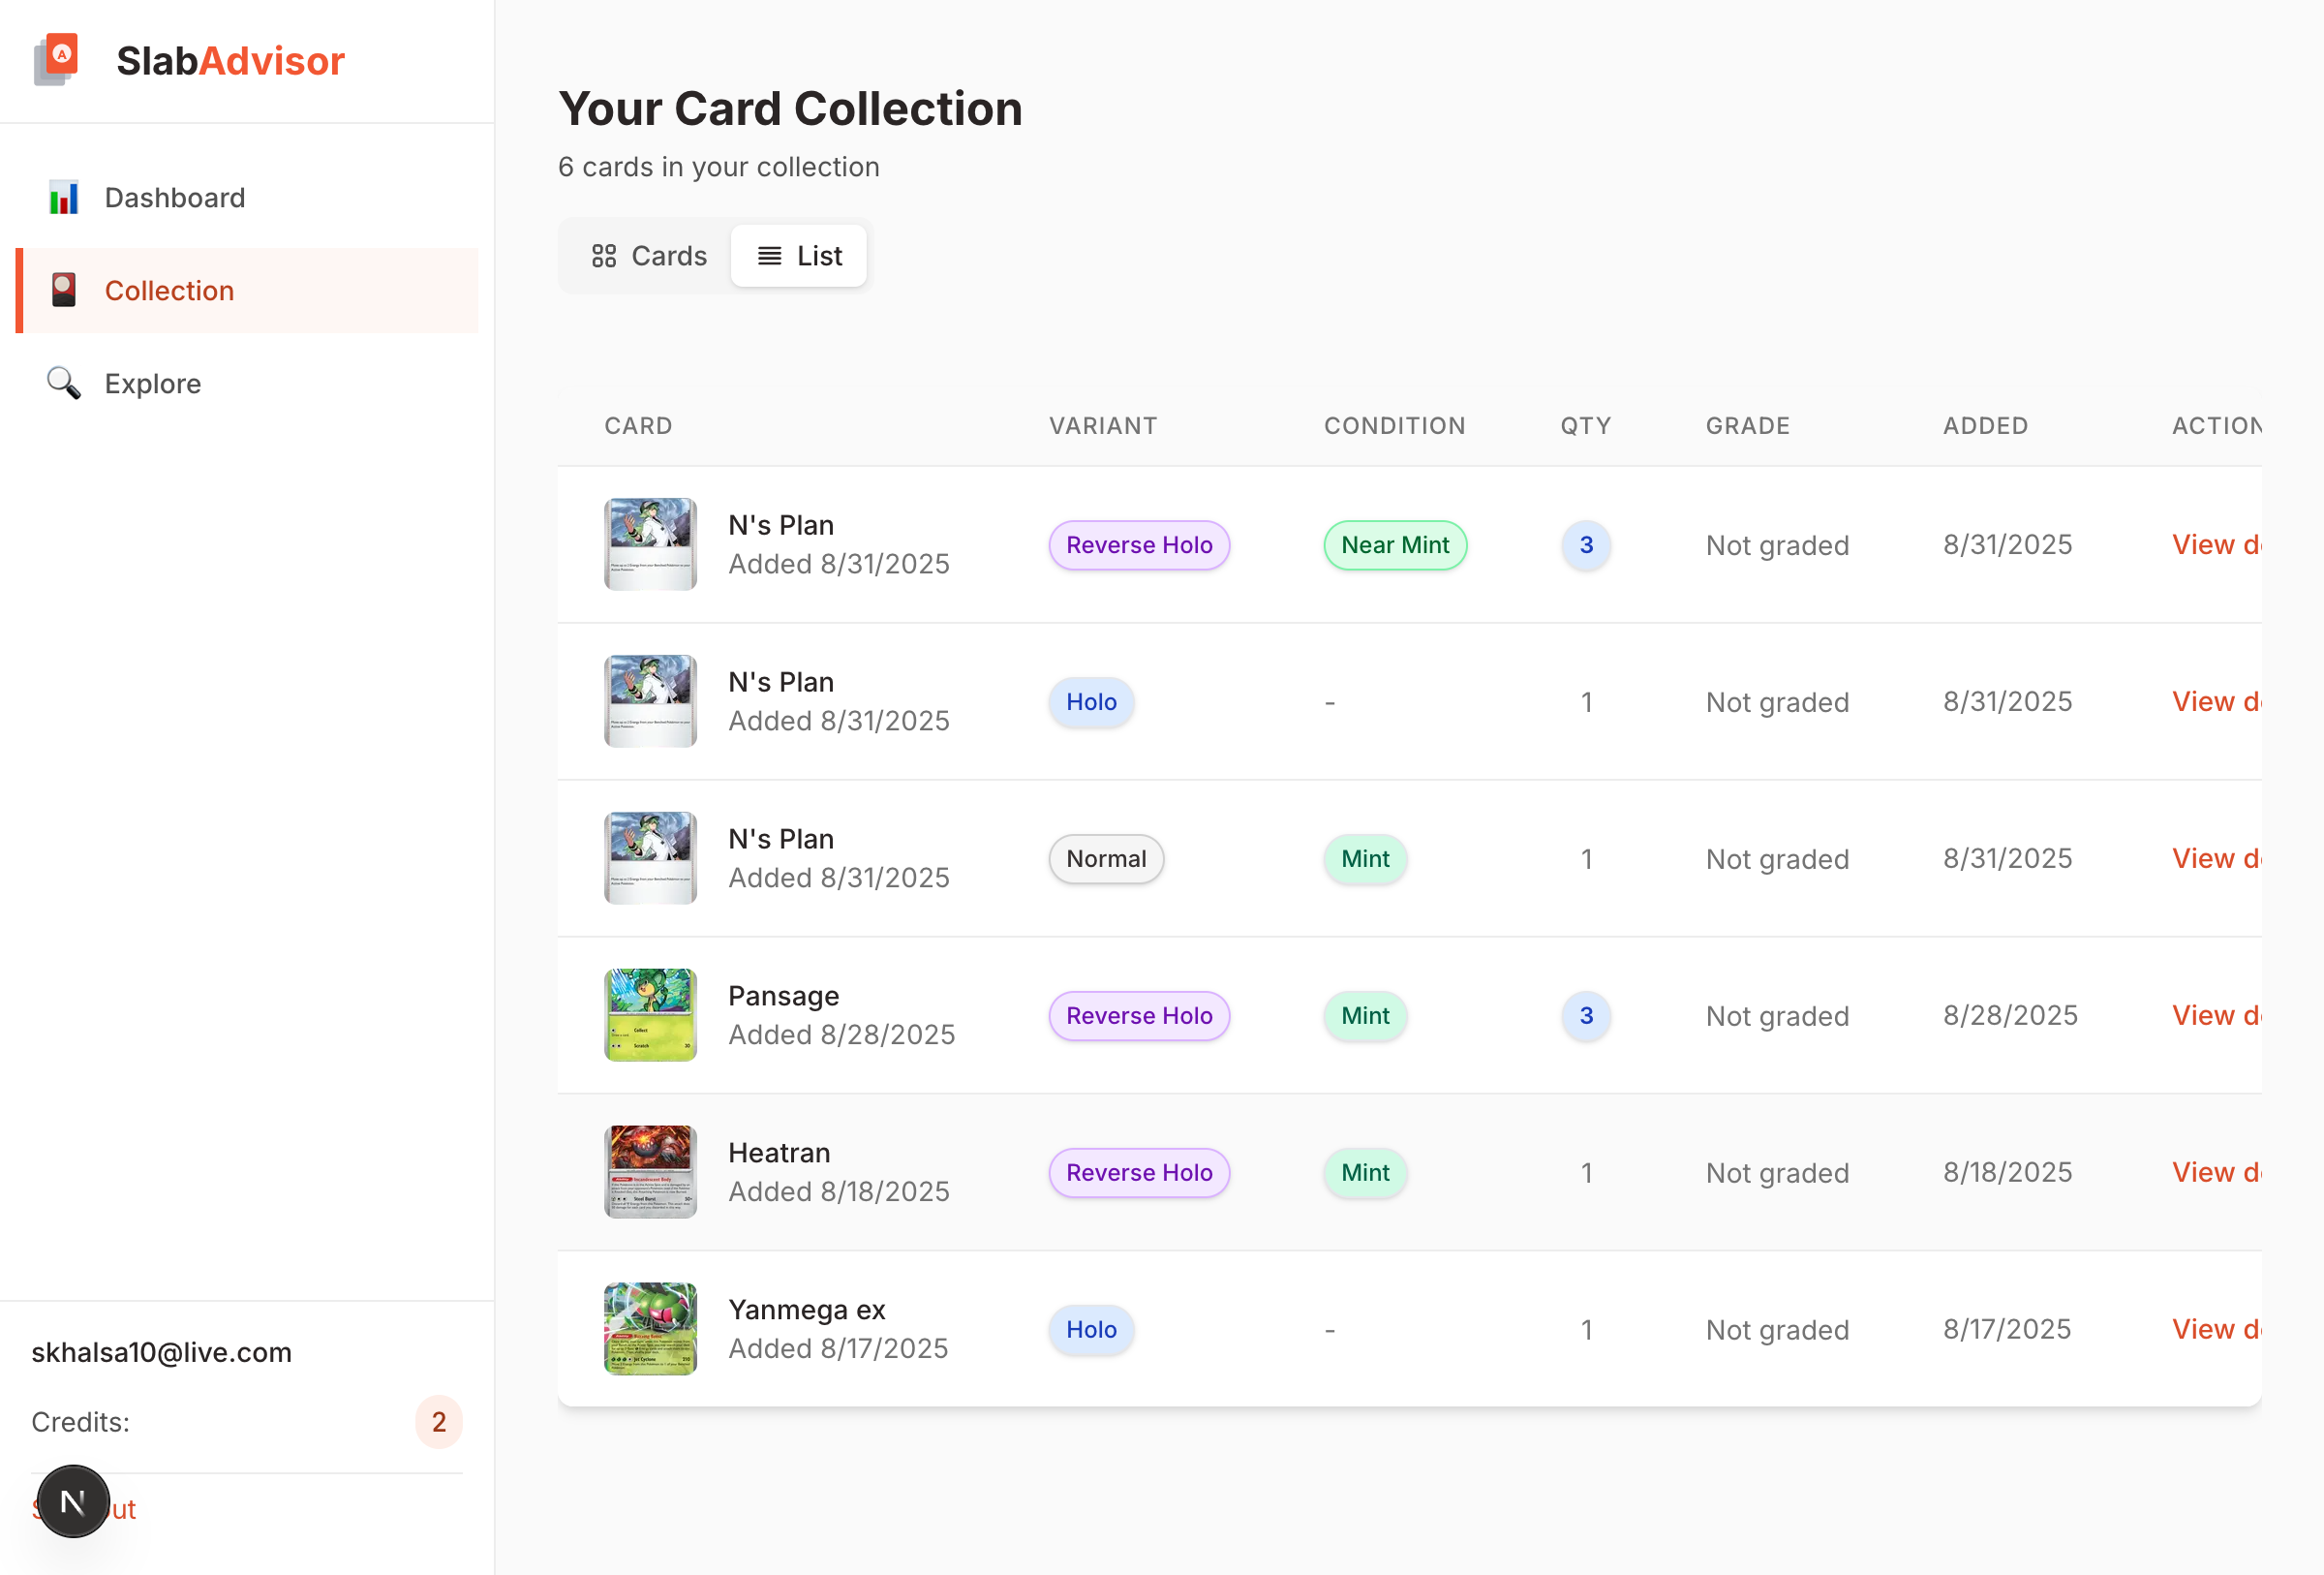 SlabAdvisor
Dashboard
Collection
Explore
skhalsa10@live.com
Credits: 2
Your Card Collection
6 cards in your collection
Cards List
CARD VARIANT CONDITION QTY GRADE ADDED ACTION
N's Plan
Added 8/31/2025
Reverse Holo Near Mint 3 Not graded 8/31/2025 View
N's Plan
Added 8/31/2025
Holo - 1 Not graded 8/31/2025 View
N's Plan
Added 8/31/2025
Normal Mint 1 Not graded 8/31/2025 View
Pansage
Added 8/28/2025
Reverse Holo Mint 3 Not graded 8/28/2025 View
Heatran
Added 8/18/2025
Reverse Holo Mint 1 Not graded 8/18/2025 View
Yanmega ex
Added 8/17/2025
Holo - 1 Not graded 8/17/2025 View